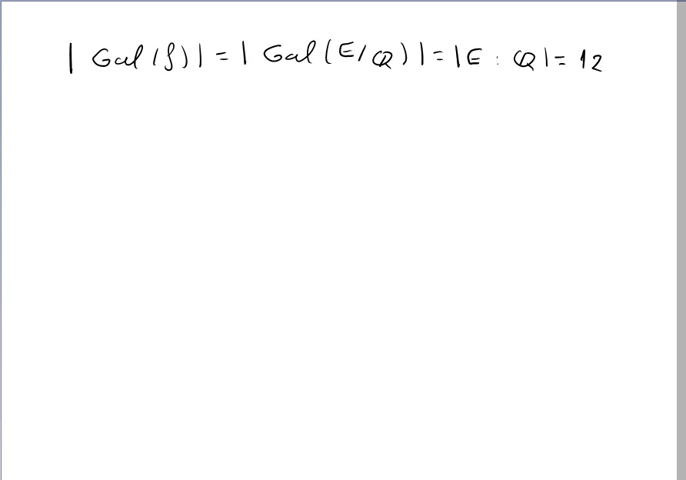 | Gal(f)| = | Gal(E/Q)| = |E : Q| = 12